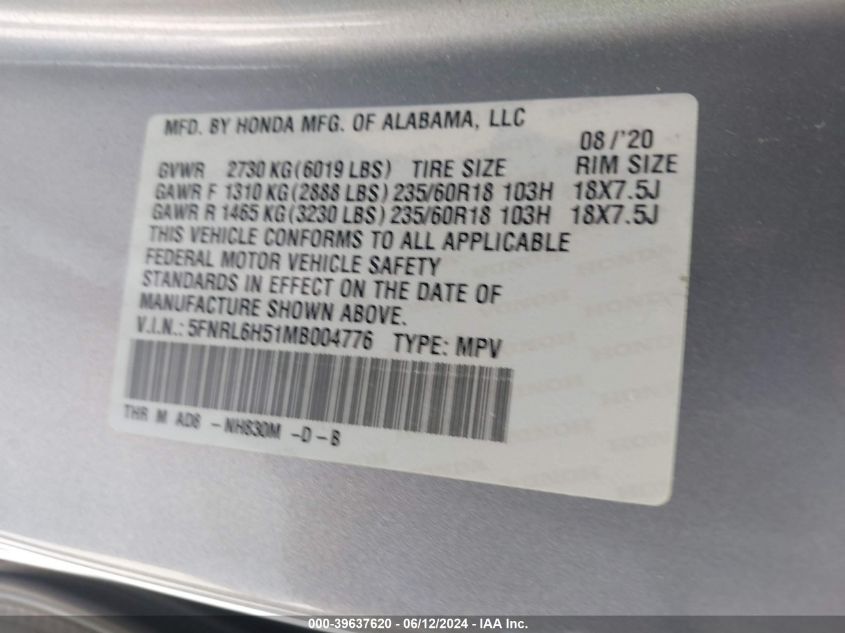 MFD. BY HONDA MFG. OF ALABAMA, LLC
08/'20
GVWR 2730 KG(6019 LBS) TIRE SIZE RIM SIZE
GAWR F 1310 KG(2888 LBS) 235/60R18 103H 18X7.5J
GAWR R 1465 KG(3230 LBS) 235/60R18 103H 18X7.5J
THIS VEHICLE CONFORMS TO ALL APPLICABLE
FEDERAL MOTOR VEHICLE SAFETY
STANDARDS IN EFFECT ON THE DATE OF
MANUFACTURE SHOWN ABOVE.
V.I.N.: 5FNRL6H51MB004776 TYPE: MPV
THR M AD8 -NH830M -D-B
000-39637620 - 06/12/2024 - IAA Inc.